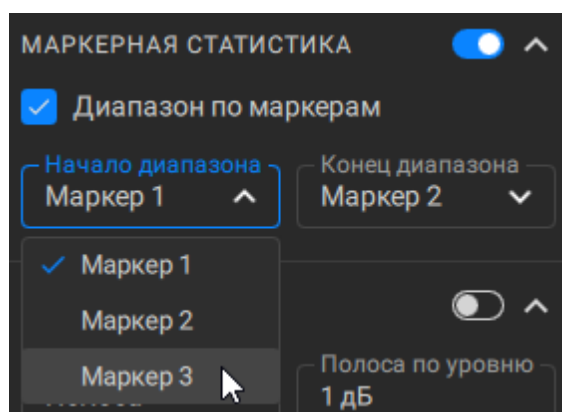 МАРКЕРНАЯ СТАТИСТИКА
Диапазон по маркерам
Начало диапазона
Конец диапазона
Маркер 1
Маркер 2
Маркер 1
Маркер 2
Маркер 3
Полоса по уровню
1 дБ